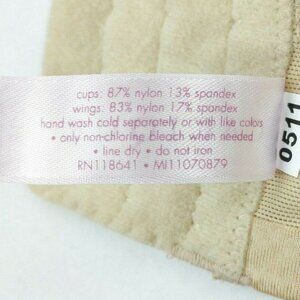 cups: 87% nylon 13% spandex
wings: 83% nylon 17% spandex
hand wash cold separately or with like colors
• only non-chlorine bleach when needed
• line dry • do not iron
RN118641 • MI11070879
0511